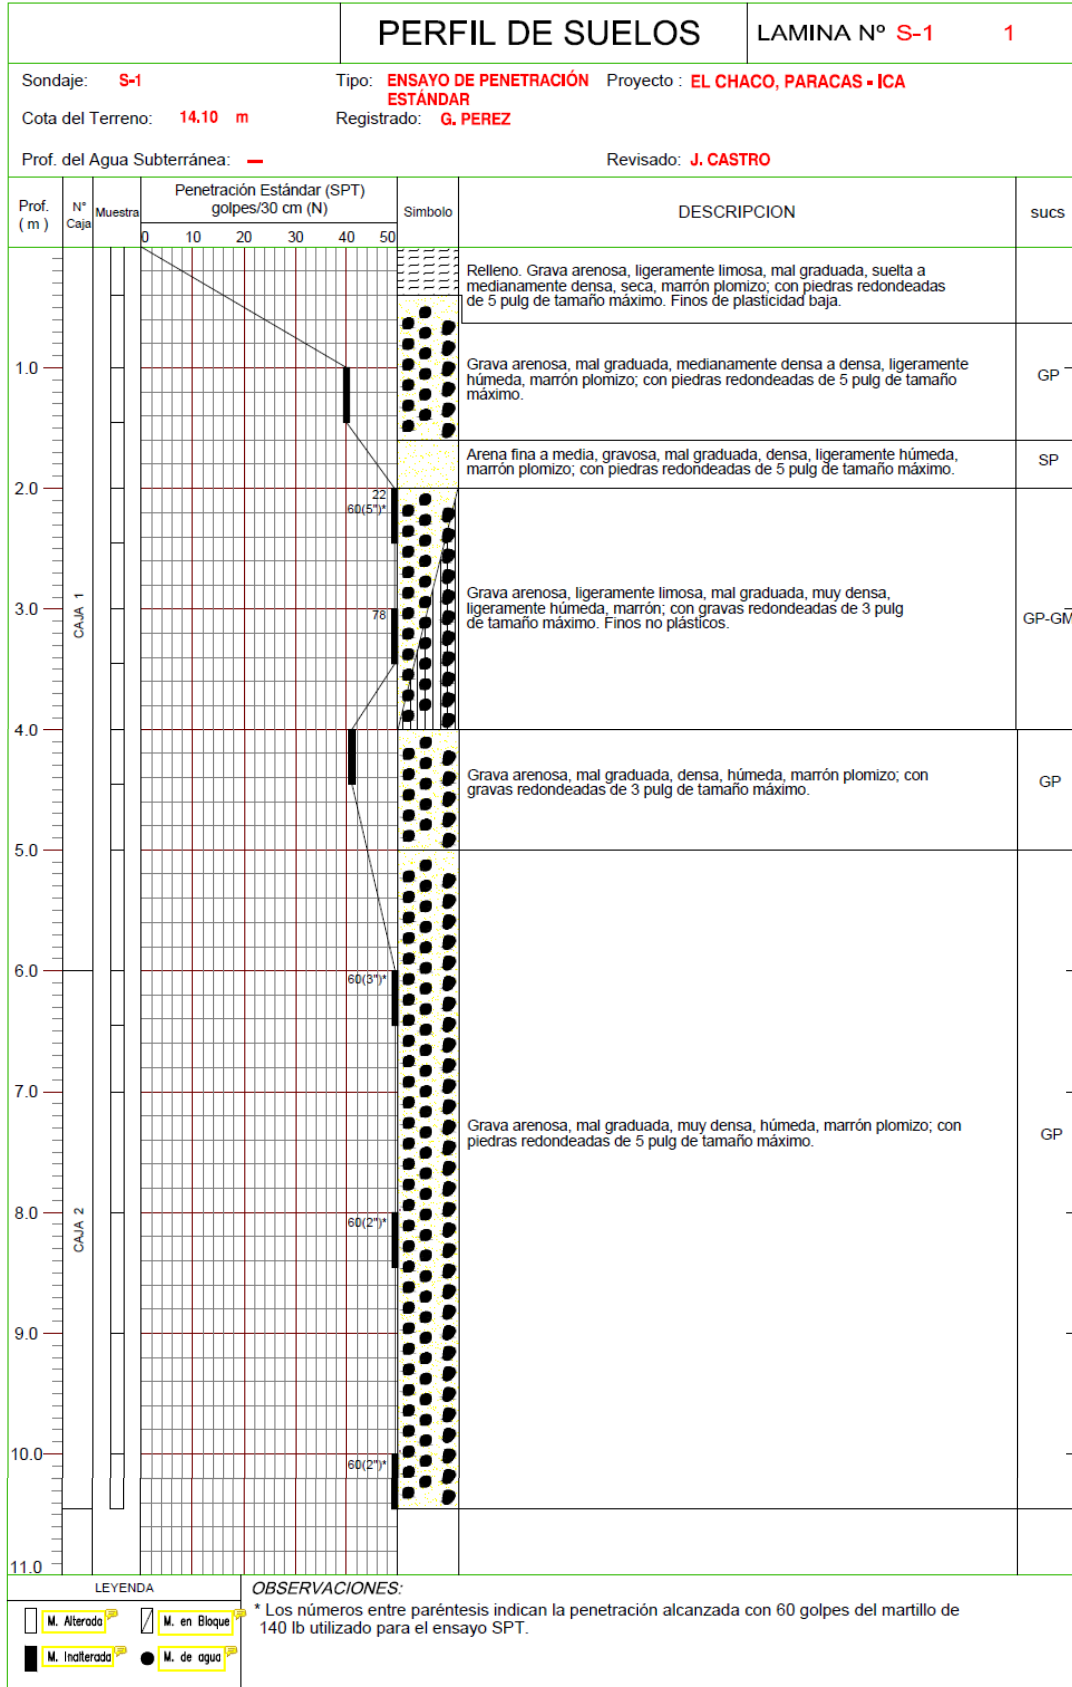 PERFIL DE SUELOS
LAMINA Nº S-1 1
Sondaje: S-1
Tipo: ENSAYO DE PENETRACIÓN
ESTÁNDAR
Proyecto : EL CHACO, PARACAS - ICA
Cota del Terreno: 14.10 m
Registrado: G. PEREZ
Prof. del Agua Subterránea: —
Revisado: J. CASTRO
Prof.
( m )
N°
Caja
Muestra
Penetración Estándar (SPT)
golpes/30 cm (N)
0 10 20 30 40 50
Simbolo
DESCRIPCION
sucs
Relleno. Grava arenosa, ligeramente limosa, mal graduada, suelta a
medianamente densa, seca, marrón plomizo; con piedras redondeadas
de 5 pulg de tamaño máximo. Finos de plasticidad baja.
1.0
Grava arenosa, mal graduada, medianamente densa a densa, ligeramente
húmeda, marrón plomizo; con piedras redondeadas de 5 pulg de tamaño
máximo.
GP
Arena fina a media, gravosa, mal graduada, densa, ligeramente húmeda,
marrón plomizo; con piedras redondeadas de 5 pulg de tamaño máximo.
SP
2.0
22
60(5")*
CAJA 1
3.0
78
Grava arenosa, ligeramente limosa, mal graduada, muy densa,
ligeramente húmeda, marrón; con gravas redondeadas de 3 pulg
de tamaño máximo. Finos no plásticos.
GP-GM
4.0
Grava arenosa, mal graduada, densa, húmeda, marrón plomizo; con
gravas redondeadas de 3 pulg de tamaño máximo.
GP
5.0
6.0
60(3")*
7.0
Grava arenosa, mal graduada, muy densa, húmeda, marrón plomizo; con
piedras redondeadas de 5 pulg de tamaño máximo.
GP
8.0
60(2")*
CAJA 2
9.0
10.0
60(2")*
11.0
LEYENDA
M. Alterada
M. en Bloque
M. Inalterada
M. de agua
OBSERVACIONES:
* Los números entre paréntesis indican la penetración alcanzada con 60 golpes del martillo de
140 lb utilizado para el ensayo SPT.